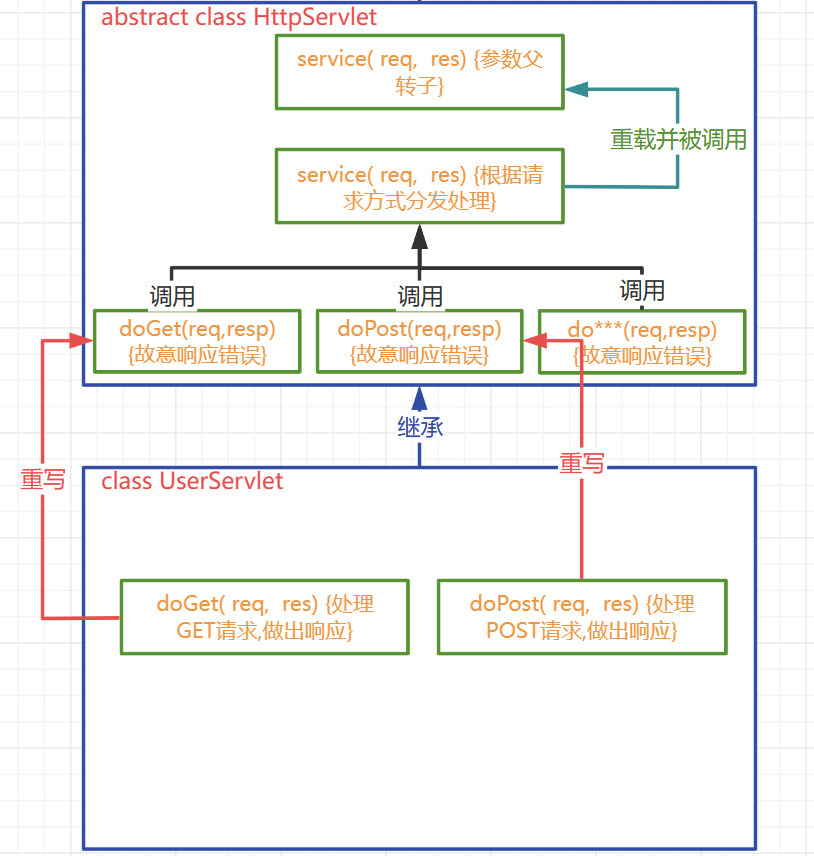 abstract class HttpServlet
service( req,  res) {参数父
转子}
重载并被调用
service( req,  res) {根据请
求方式分发处理}
调用
调用
调用
doGet(req,resp)
{故意响应错误}
doPost(req,resp)
{故意响应错误}
do***(req,resp)
{故意响应错误}
继承
重写
重写
class UserServlet
doGet( req,  res) {处理
GET请求,做出响应}
doPost( req,  res) {处理
POST请求,做出响应}